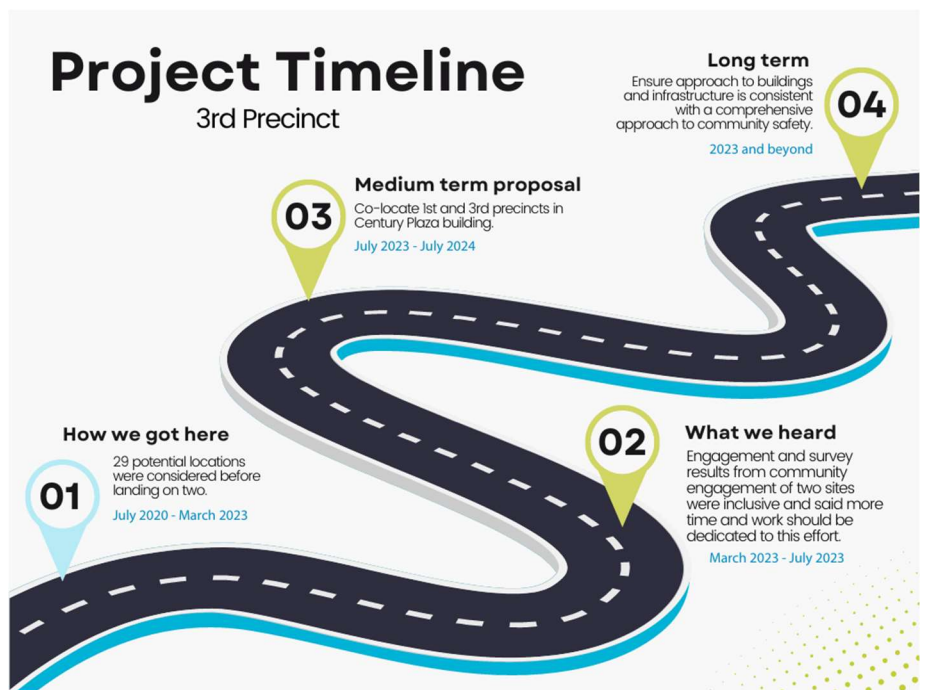 Project Timeline
3rd Precinct
01
How we got here
29 potential locations
were considered before
landing on two.
July 2020 - March 2023
02
What we heard
Engagement and survey
results from community
engagement of two sites
were inclusive and said more
time and work should be
dedicated to this effort.
March 2023 - July 2023
03
Medium term proposal
Co-locate 1st and 3rd precincts in
Century Plaza building.
July 2023 - July 2024
04
Long term
Ensure approach to buildings
and infrastructure is consistent
with a comprehensive
approach to community safety.
2023 and beyond